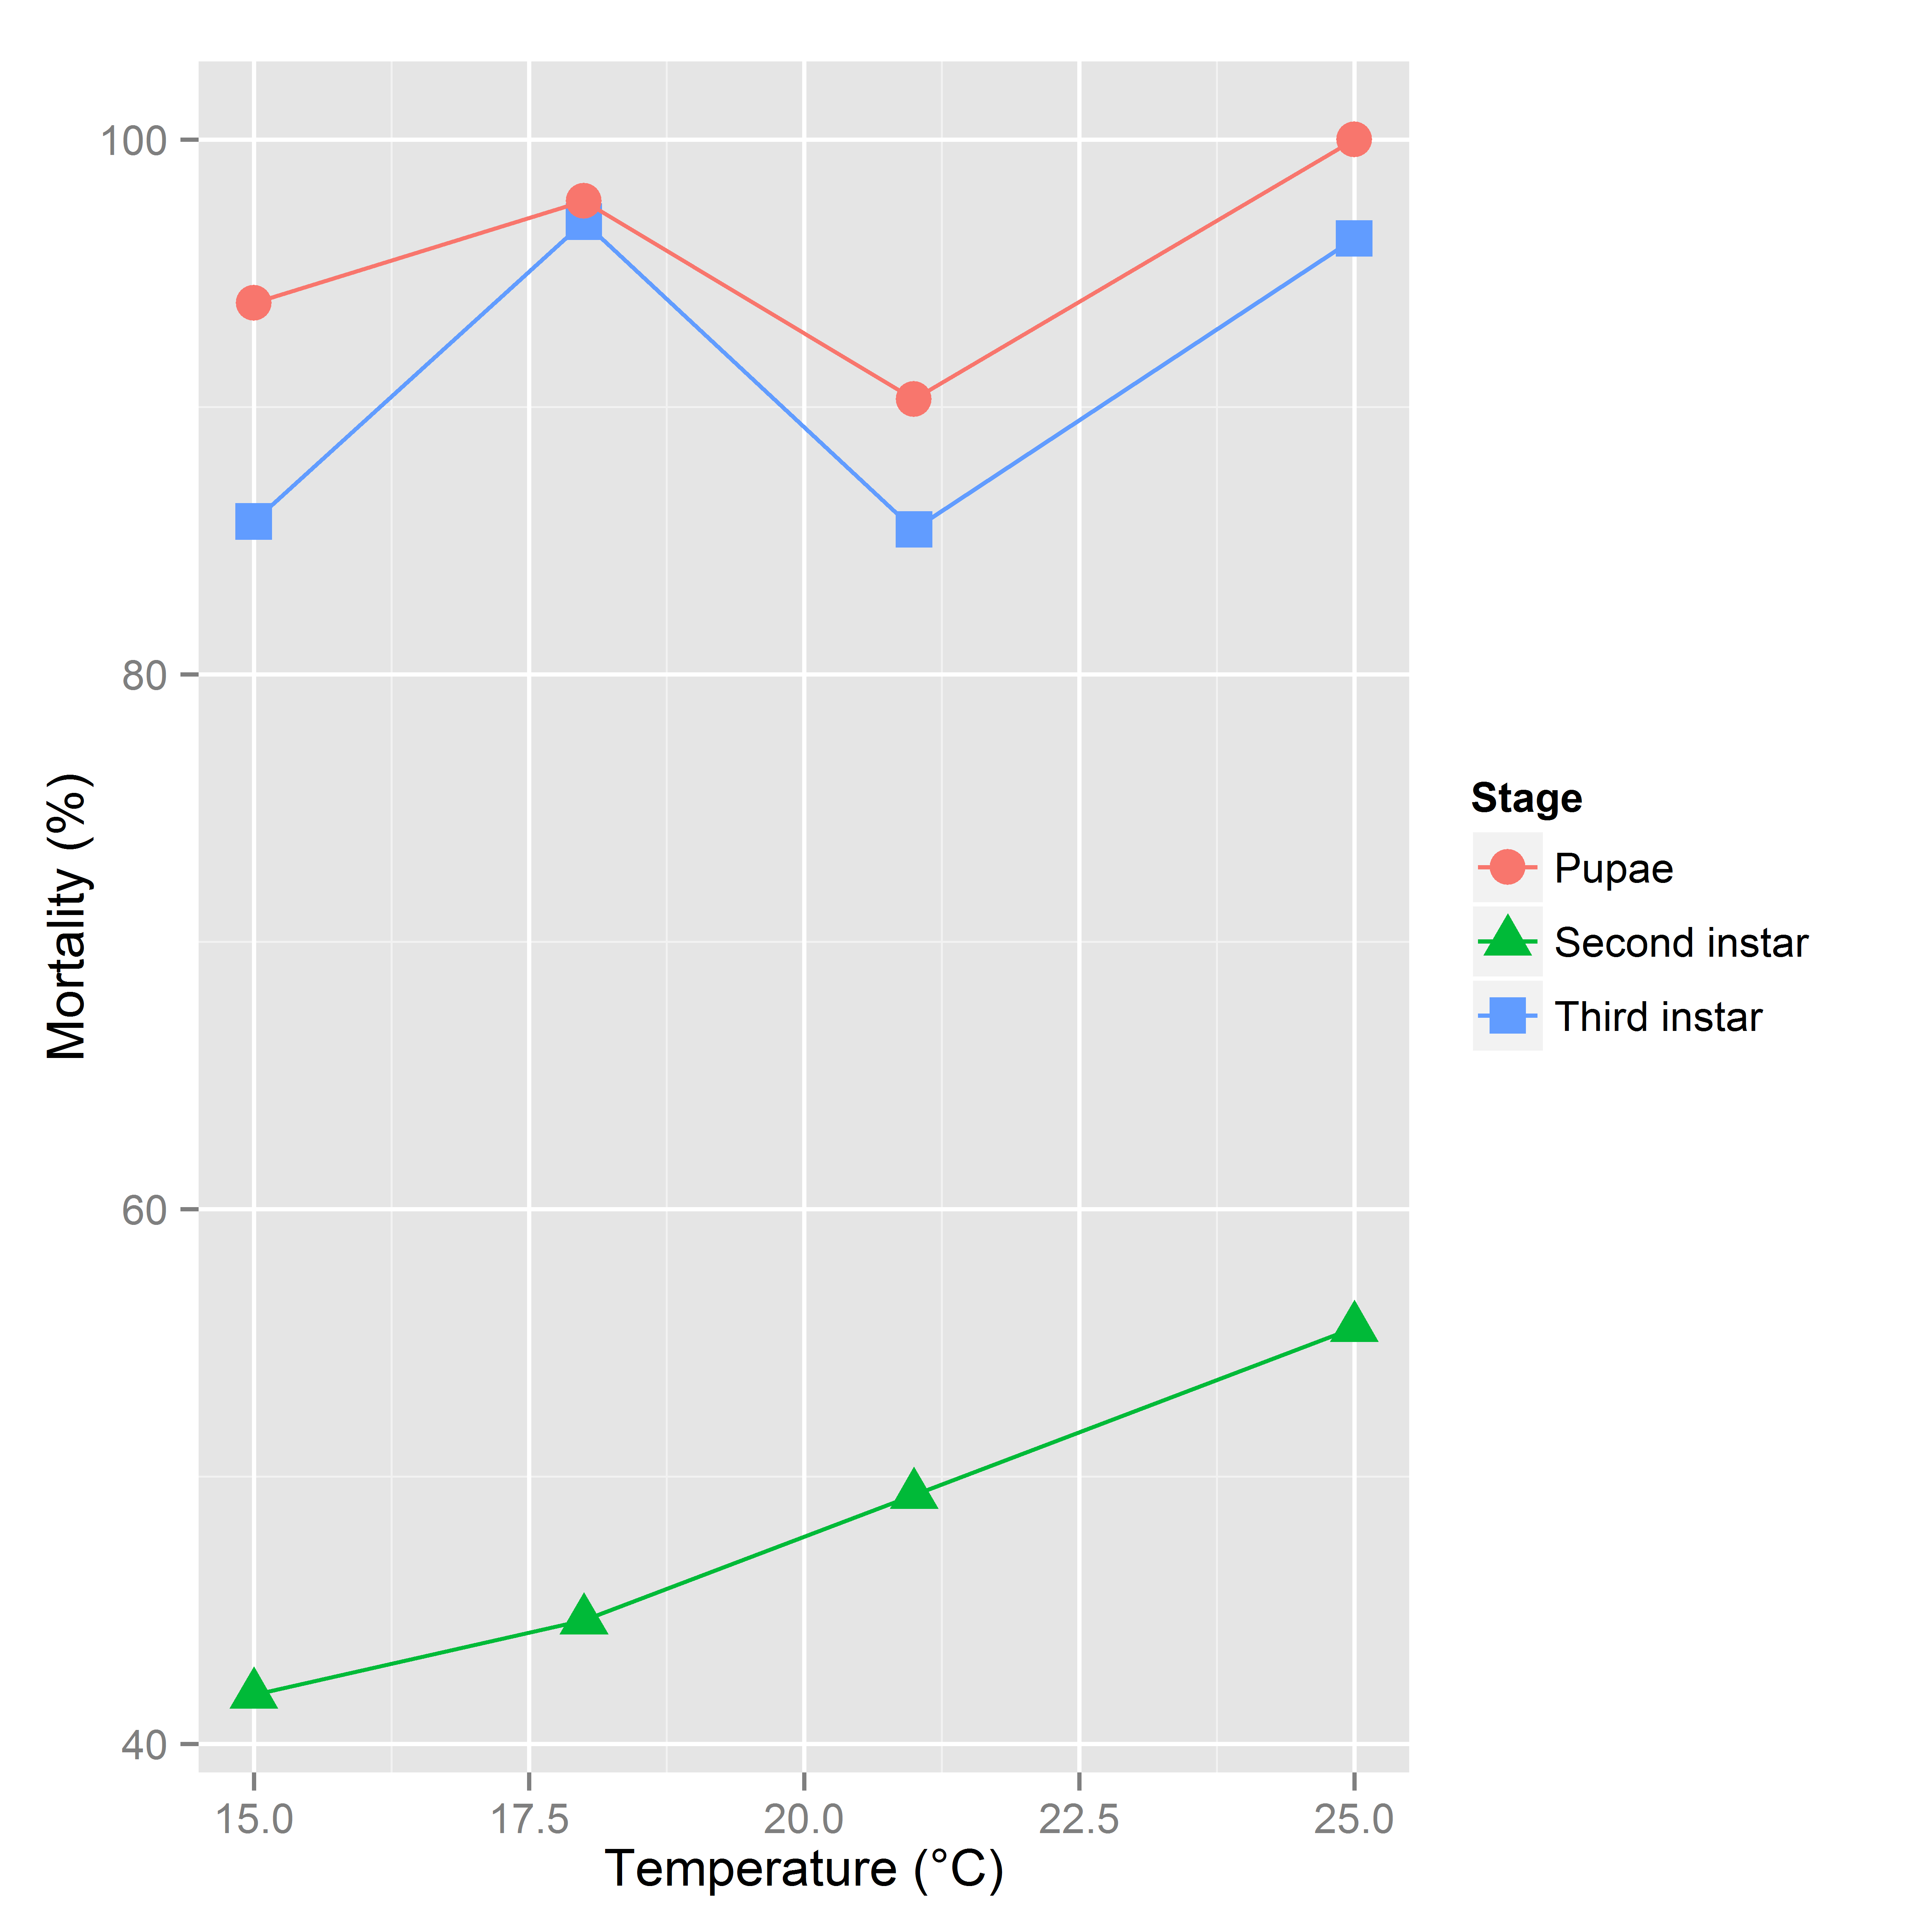 100
80
60
40
Mortality (%)
15.0 17.5 20.0 22.5 25.0
Temperature (°C)
Stage
Pupae
Second instar
Third instar